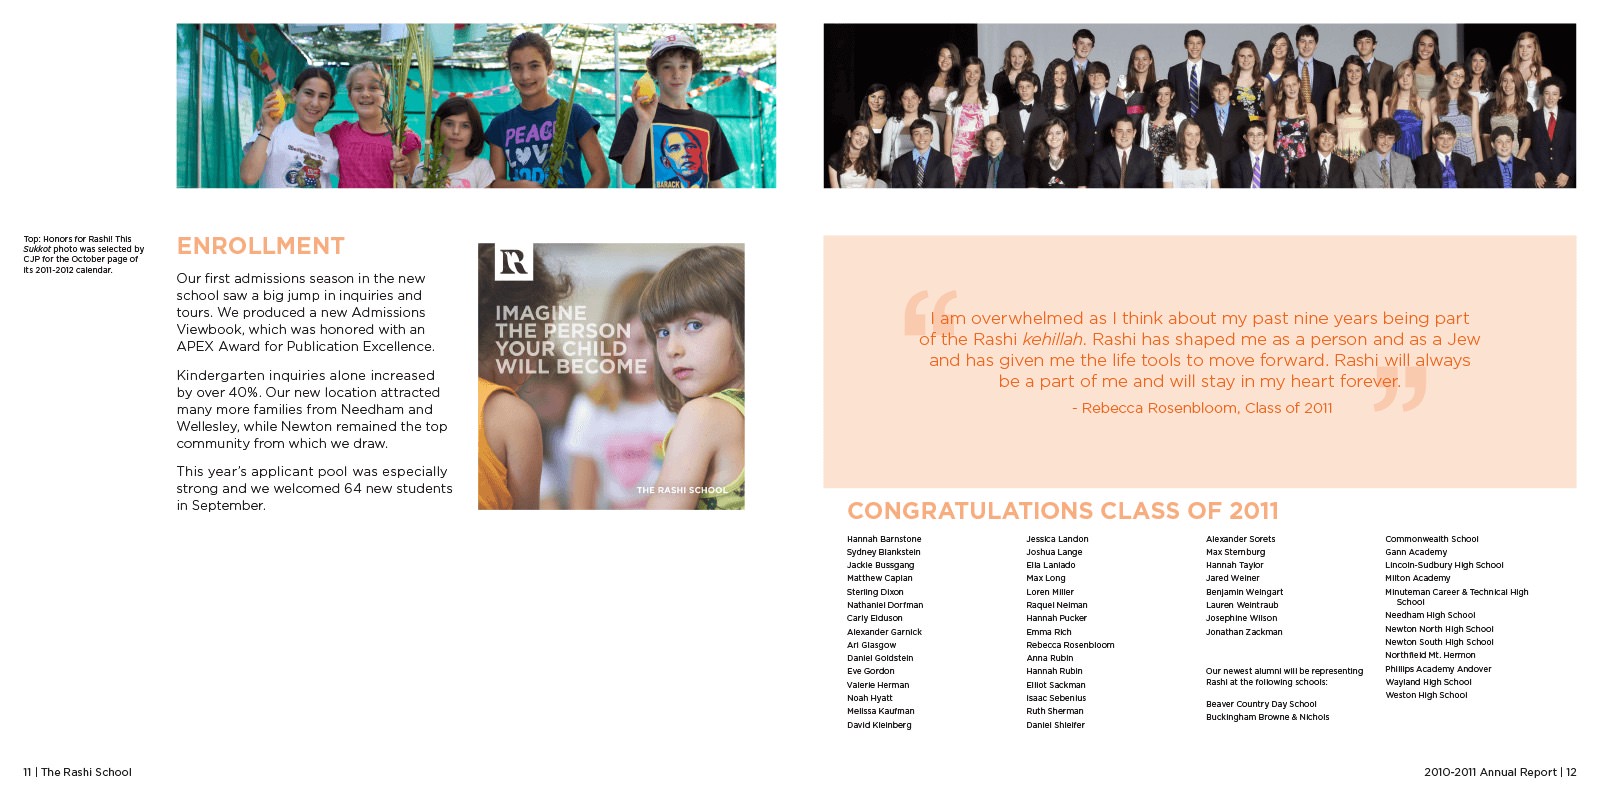 PEACE
LOVE
BARACK
Top: Honors for Rashi! This
Sukkot photo was selected by
CJP for the October page of
its 2011-2012 calendar.
ENROLLMENT
Our first admissions season in the new
school saw a big jump in inquiries and
tours. We produced a new Admissions
Viewbook, which was honored with an
APEX Award for Publication Excellence.
Kindergarten inquiries alone increased
by over 40%. Our new location attracted
many more families from Needham and
Wellesley, while Newton remained the top
community from which we draw.
This year's applicant pool was especially
strong and we welcomed 64 new students
in September.
R
IMAGINE
THE PERSON
YOUR CHILD
WILL BECOME
THE RASHI SCHOOL
11 | The Rashi School
“I am overwhelmed as I think about my past nine years being part
of the Rashi kehillah. Rashi has shaped me as a person and as a Jew
and has given me the life tools to move forward. Rashi will always
be a part of me and will stay in my heart forever.”
- Rebecca Rosenbloom, Class of 2011
CONGRATULATIONS CLASS OF 2011
Hannah Barnstone
Sydney Blankstein
Jackie Bussgang
Matthew Caplan
Sterling Dixon
Nathaniel Dorfman
Carly Eiduson
Alexander Garnick
Ari Glasgow
Daniel Goldstein
Eve Gordon
Valerie Herman
Noah Hyatt
Melissa Kaufman
David Kleinberg
Jessica Landon
Joshua Lange
Ella Laniado
Max Long
Loren Miller
Raquel Neiman
Hannah Pucker
Emma Rich
Rebecca Rosenbloom
Anna Rubin
Hannah Rubin
Elliot Sackman
Isaac Sebenius
Ruth Sherman
Daniel Shleifer
Alexander Sorets
Max Sternburg
Hannah Taylor
Jared Weiner
Benjamin Weingart
Lauren Weintraub
Josephine Wilson
Jonathan Zackman
Our newest alumni will be representing
Rashi at the following schools:
Beaver Country Day School
Buckingham Browne & Nichols
Commonwealth School
Gann Academy
Lincoln-Sudbury High School
Milton Academy
Minuteman Career & Technical High
School
Needham High School
Newton North High School
Newton South High School
Northfield Mt. Hermon
Phillips Academy Andover
Wayland High School
Weston High School
2010-2011 Annual Report | 12